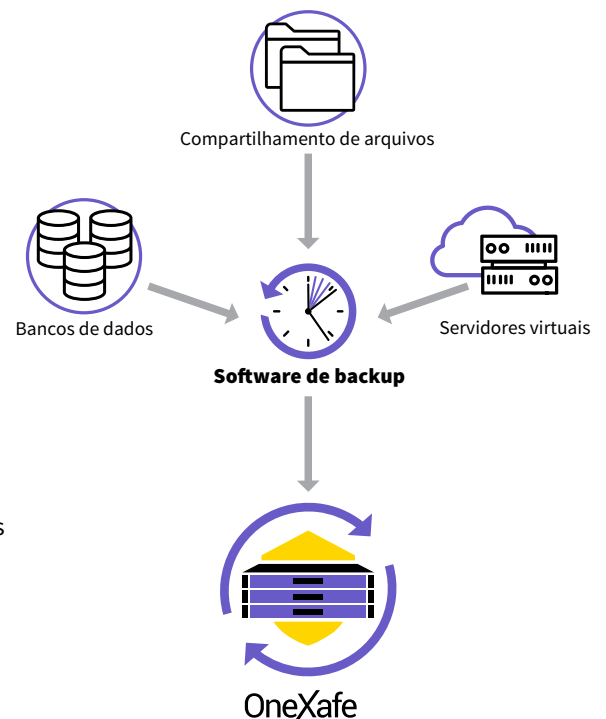 Compartilhamento de arquivos
Bancos de dados
Servidores virtuais
Software de backup
s
OneXafe